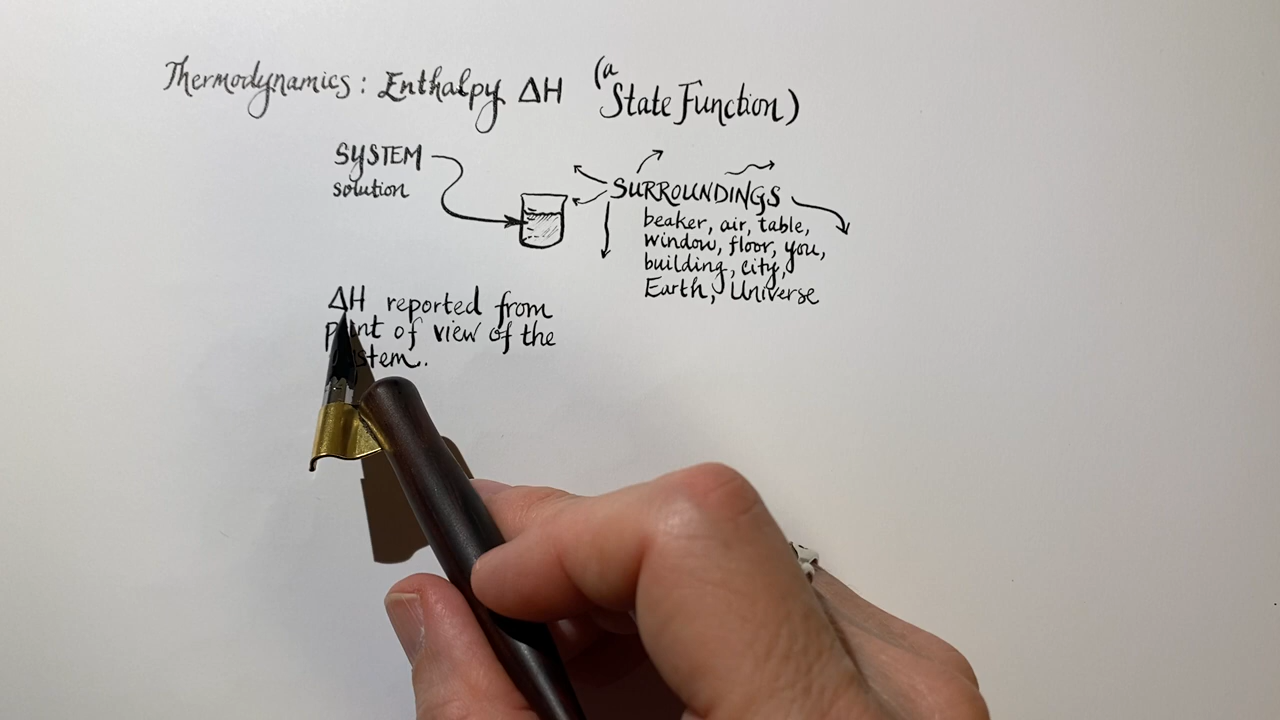 Thermodynamics: Enthalpy ΔH (a State Function)
SYSTEM
solution
SURROUNDINGS
beaker, air, table,
window, floor, you,
building, city,
Earth, Universe
ΔH reported from
of view of the